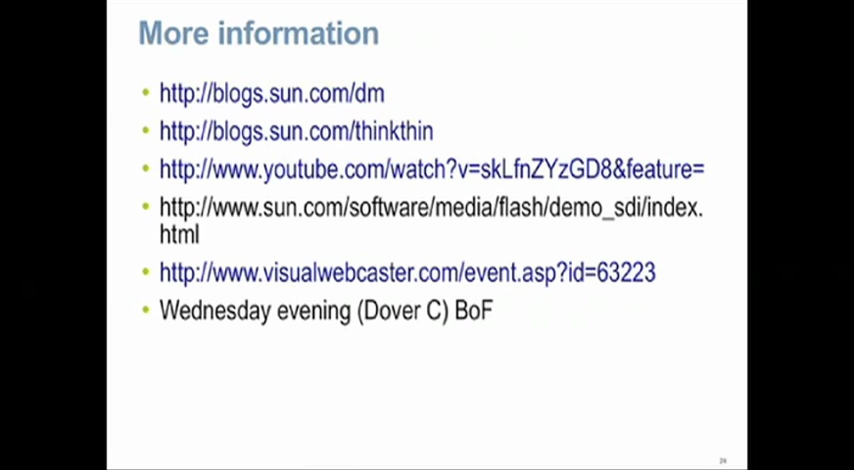 More information
• http://blogs.sun.com/dm
• http://blogs.sun.com/thinkthin
• http://www.youtube.com/watch?v=skLfnZYzGD8&feature=
• http://www.sun.com/software/media/flash/demo_sdi/index.
html
• http://www.visualwebcaster.com/event.asp?id=63223
• Wednesday evening (Dover C) BoF